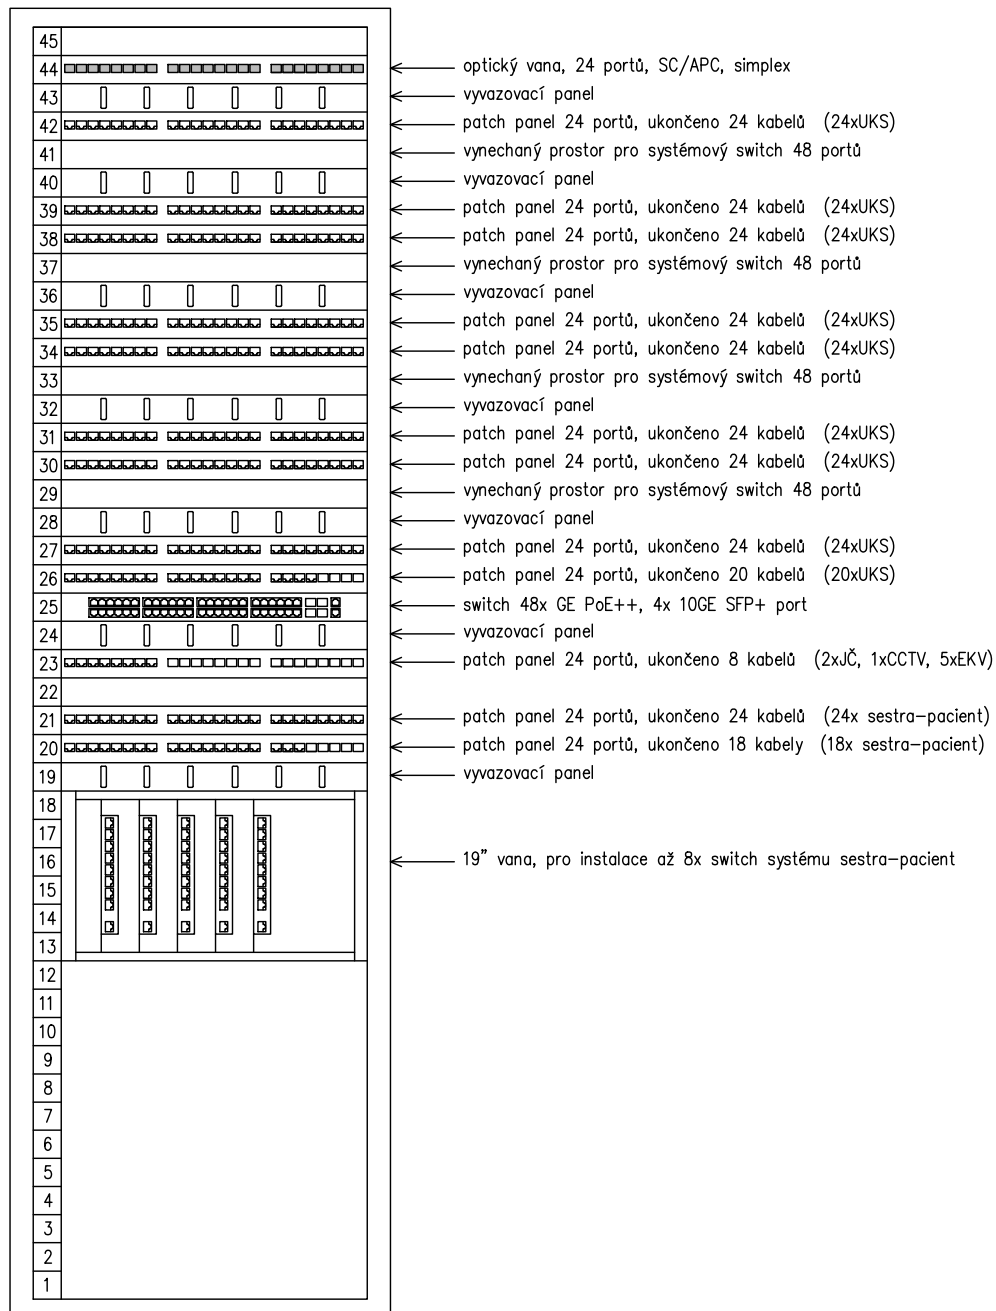 45
44 optický vana, 24 portů, SC/APC, simplex
43 vyvazovací panel
42 patch panel 24 portů, ukončeno 24 kabelů (24xUKS)
41 vynechaný prostor pro systémový switch 48 portů
40 vyvazovací panel
39 patch panel 24 portů, ukončeno 24 kabelů (24xUKS)
38 patch panel 24 portů, ukončeno 24 kabelů (24xUKS)
37 vynechaný prostor pro systémový switch 48 portů
36 vyvazovací panel
35 patch panel 24 portů, ukončeno 24 kabelů (24xUKS)
34 patch panel 24 portů, ukončeno 24 kabelů (24xUKS)
33 vynechaný prostor pro systémový switch 48 portů
32 vyvazovací panel
31 patch panel 24 portů, ukončeno 24 kabelů (24xUKS)
30 patch panel 24 portů, ukončeno 24 kabelů (24xUKS)
29 vynechaný prostor pro systémový switch 48 portů
28 vyvazovací panel
27 patch panel 24 portů, ukončeno 24 kabelů (24xUKS)
26 patch panel 24 portů, ukončeno 20 kabelů (20xUKS)
25 switch 48x GE PoE++, 4x 10GE SFP+ port
24 vyvazovací panel
23 patch panel 24 portů, ukončeno 8 kabelů (2xJČ, 1xCCTV, 5xEKV)
22
21 patch panel 24 portů, ukončeno 24 kabelů (24x sestra-pacient)
20 patch panel 24 portů, ukončeno 18 kabely (18x sestra-pacient)
19 vyvazovací panel
18
17
16 19" vana, pro instalace až 8x switch systému sestra-pacient
15
14
13
12
11
10
9
8
7
6
5
4
3
2
1